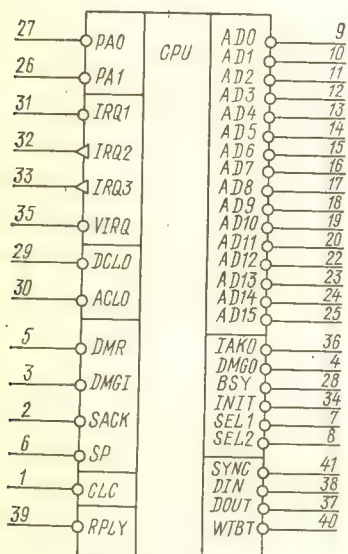 CPU
27 PA0
26 PA1
31 IRQ1
32 IRQ2
33 IRQ3
35 VIRQ
29 DCLO
30 ACLO
5 DMR
3 DMGI
2 SACK
6 SP
1 CLC
39 RPLY
AD0 9
AD1 10
AD2 11
AD3 12
AD4 13
AD5 14
AD6 15
AD7 16
AD8 17
AD9 18
AD10 19
AD11 20
AD12 22
AD13 23
AD14 24
AD15 25
IAKO 36
DMGO 4
BSY 28
INIT 34
SEL1 7
SEL2 8
SYNC 41
DIN 38
DOUT 37
WTBT 40